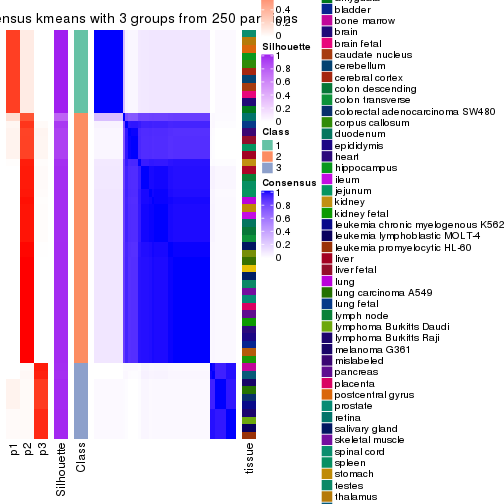 ensus kmeans with 3 groups from 250 par ons
0.4
0.2
0
Silhouette
1
0.8
0.6
0.4
0.2
0
Class
1
2
3
Consensus
1
0.8
0.6
0.4
0.2
0
p1
p2
p3
Silhouette
Class
tissue
bladder
bone marrow
brain
brain fetal
caudate nucleus
cerebellum
cerebral cortex
colon descending
colon transverse
colorectal adenocarcinoma SW480
corpus callosum
duodenum
epididymis
heart
hippocampus
ileum
jejunum
kidney
kidney fetal
leukemia chronic myelogenous K562
leukemia lymphoblastic MOLT-4
leukemia promyelocytic HL-60
liver
liver fetal
lung
lung carcinoma A549
lung fetal
lymph node
lymphoma Burkitts Daudi
lymphoma Burkitts Raji
melanoma G361
mislabeled
pancreas
placenta
postcentral gyrus
prostate
retina
salivary gland
skeletal muscle
spinal cord
spleen
stomach
testes
thalamus